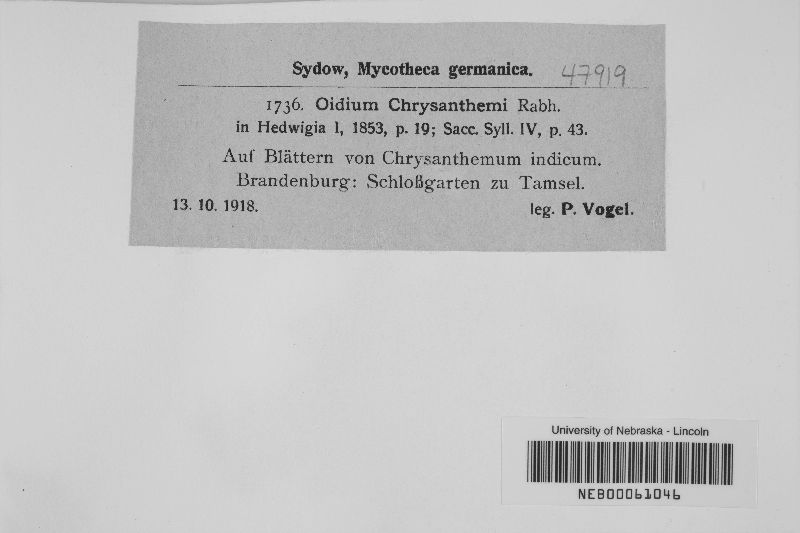 Sydow, Mycotheca germanica. 47919
1736. Oidium Chrysanthemi Rabh.
in Hedwigia I, 1853, p. 19; Sacc. Syll. IV, p. 43.
Auf Blättern von Chrysanthemum indicum.
Brandenburg: Schloßgarten zu Tamsel.
13. 10. 1918. leg. P. Vogel.
University of Nebraska - Lincoln
NEB00061046